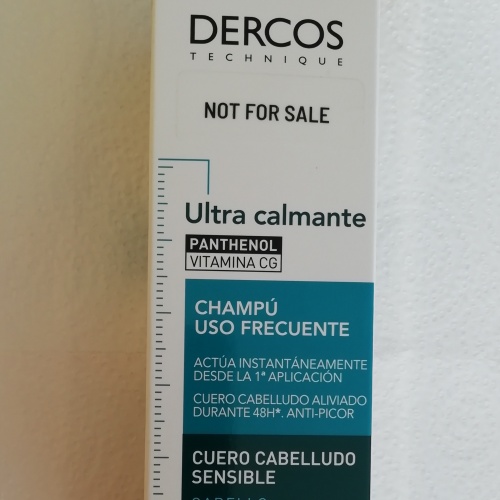 DERCOS
TECHNIQUE
NOT FOR SALE
Ultra calmante
PANTHENOL
VITAMINA CG
CHAMPÚ
USO FRECUENTE
ACTÚA INSTANTÁNEAMENTE
DESDE LA 1ª APLICACIÓN
CUERO CABELLUDO ALIVIADO
DURANTE 48H*. ANTI-PICOR
CUERO CABELLUDO
SENSIBLE